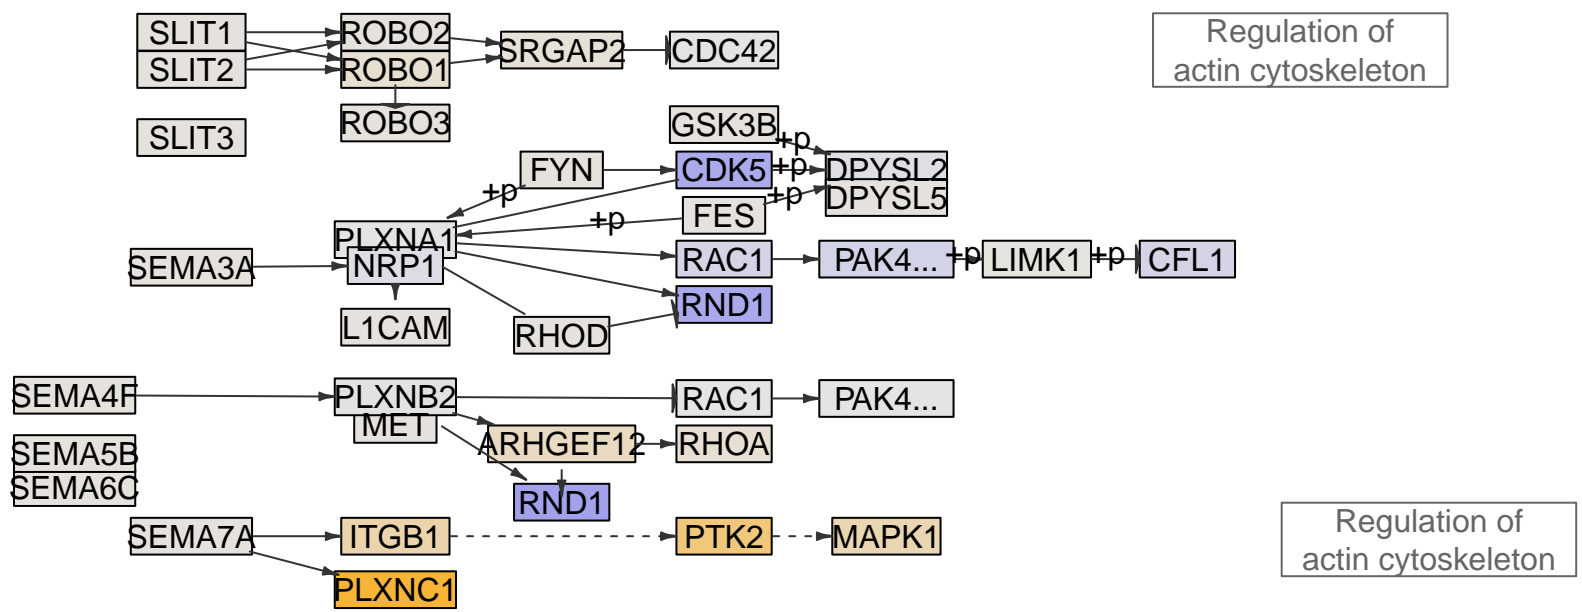 SLIT1
ROBO2
SRGAP2
CDC42
Regulation of
actin cytoskeleton
SLIT2
ROBO1
SLIT3
ROBO3
GSK3B
+p
FYN
CDK5
+p
DPYSL2
+p
FES
+p
DPYSL5
+p
PLXNA1
SEMA3A
NRP1
RAC1
PAK4...
+p
LIMK1
+p
CFL1
RND1
L1CAM
RHOD
SEMA4F
PLXNB2
RAC1
PAK4...
MET
ARHGEF12
RHOA
SEMA5B
SEMA6C
RND1
SEMA7A
ITGB1
PTK2
MAPK1
Regulation of
actin cytoskeleton
PLXNC1